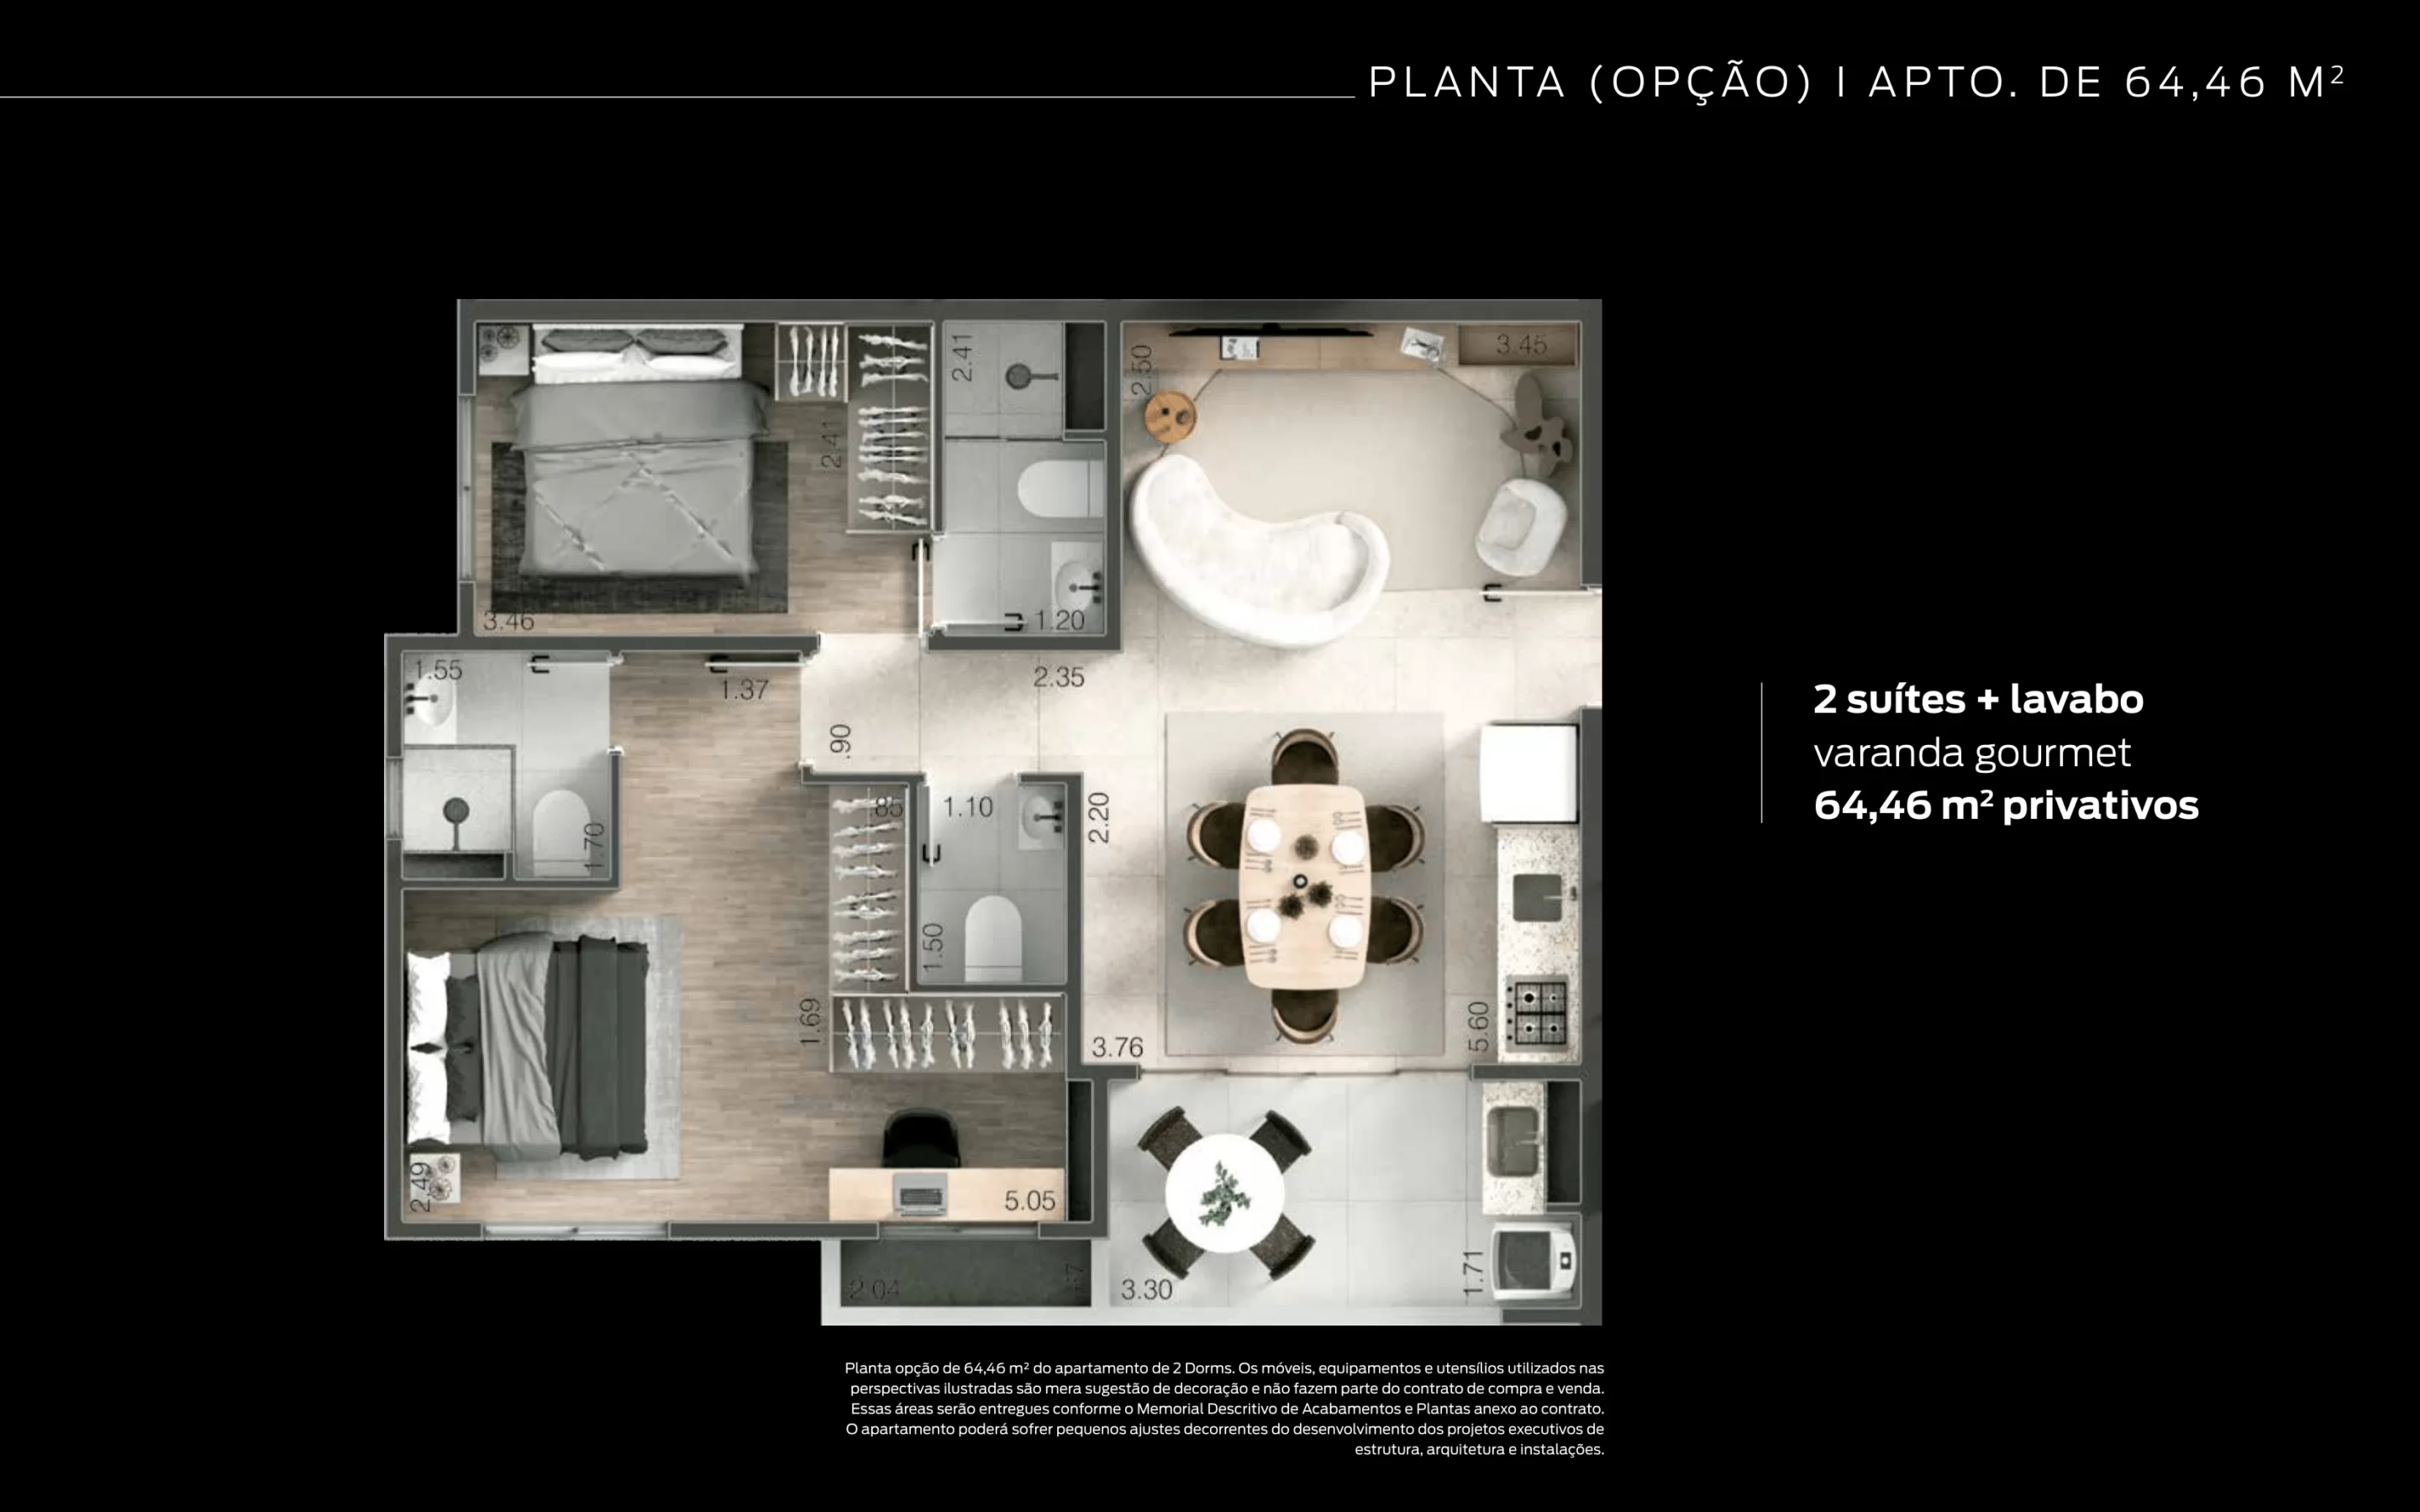 PLANTA (OPÇÃO) I APTO. DE 64,46 M²
2.41
2.50
3.45
2.41
3.46
1.20
1.55
1.37
2.35
.90
.85
1.10
2.20
1.70
1.50
1.69
3.76
5.60
2.49
5.05
2.04
3.30
1.71
2 suítes + lavabo
varanda gourmet
64,46 m² privativos
Planta opção de 64,46 m² do apartamento de 2 Dorms. Os móveis, equipamentos e utensílios utilizados nas
perspectivas ilustradas são mera sugestão de decoração e não fazem parte do contrato de compra e venda.
Essas áreas serão entregues conforme o Memorial Descritivo de Acabamentos e Plantas anexo ao contrato.
O apartamento poderá sofrer pequenos ajustes decorrentes do desenvolvimento dos projetos executivos de
estrutura, arquitetura e instalações.